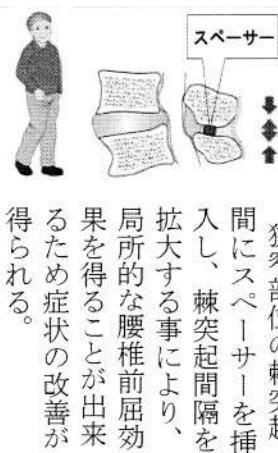 スペーサー
狭窄部位の棘突起
間にスペーサーを挿
入し、棘突起間隔を
拡大する事により、
局所的な腰椎前屈効
果を得ることが出来
るため症状の改善が
得られる。